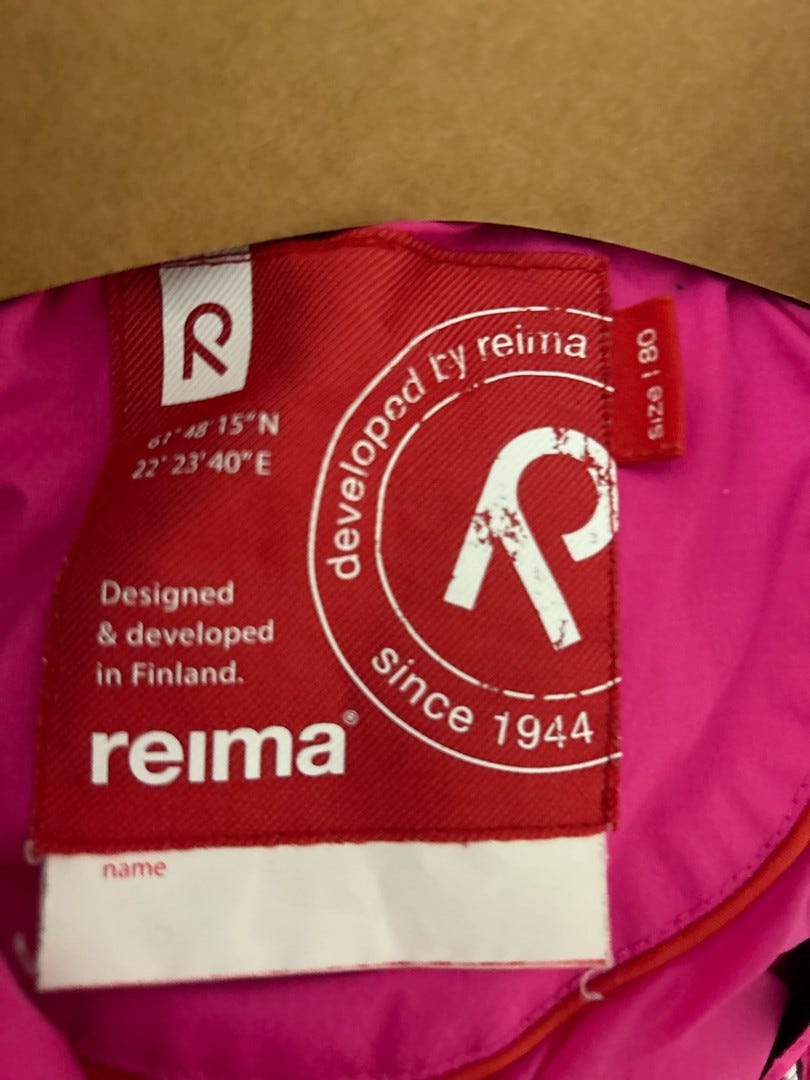 61° 48' 15" N
22° 23' 40" E
Designed
& developed
in Finland.
reima®
developed by reima
since 1944
size | 80
name